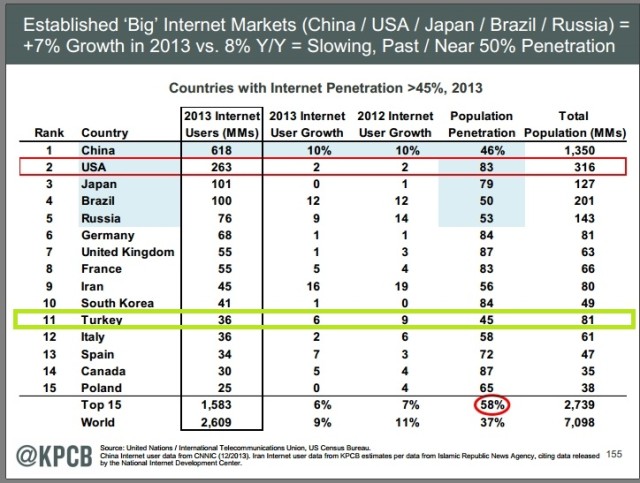 Established ‘Big’ Internet Markets (China / USA / Japan / Brazil / Russia) =
+7% Growth in 2013 vs. 8% Y/Y = Slowing, Past / Near 50% Penetration
Countries with Internet Penetration >45%, 2013
2013 Internet 2013 Internet 2012 Internet Population Total
Rank Country Users (MMs) User Growth User Growth Penetration Population (MMs)
1 China 618 10% 10% 46% 1,350
2 USA 263 2 2 83 316
3 Japan 101 0 1 79 127
4 Brazil 100 12 12 50 201
5 Russia 76 9 14 53 143
6 Germany 68 1 1 84 81
7 United Kingdom 55 1 3 87 63
8 France 55 5 4 83 66
9 Iran 45 16 19 56 80
10 South Korea 41 1 0 84 49
11 Turkey 36 6 9 45 81
12 Italy 36 2 6 58 61
13 Spain 34 7 3 72 47
14 Canada 30 5 4 87 35
15 Poland 25 0 4 65 38
Top 15 1,583 6% 7% 58% 2,739
World 2,609 9% 11% 37% 7,098
@KPCB
Source: United Nations / International Telecommunications Union, US Census Bureau.
China Internet user data from CNNIC (12/2013). Iran Internet user data from KPCB estimates per data from Islamic Republic News Agency, citing data released
by the National Internet Development Center.
155